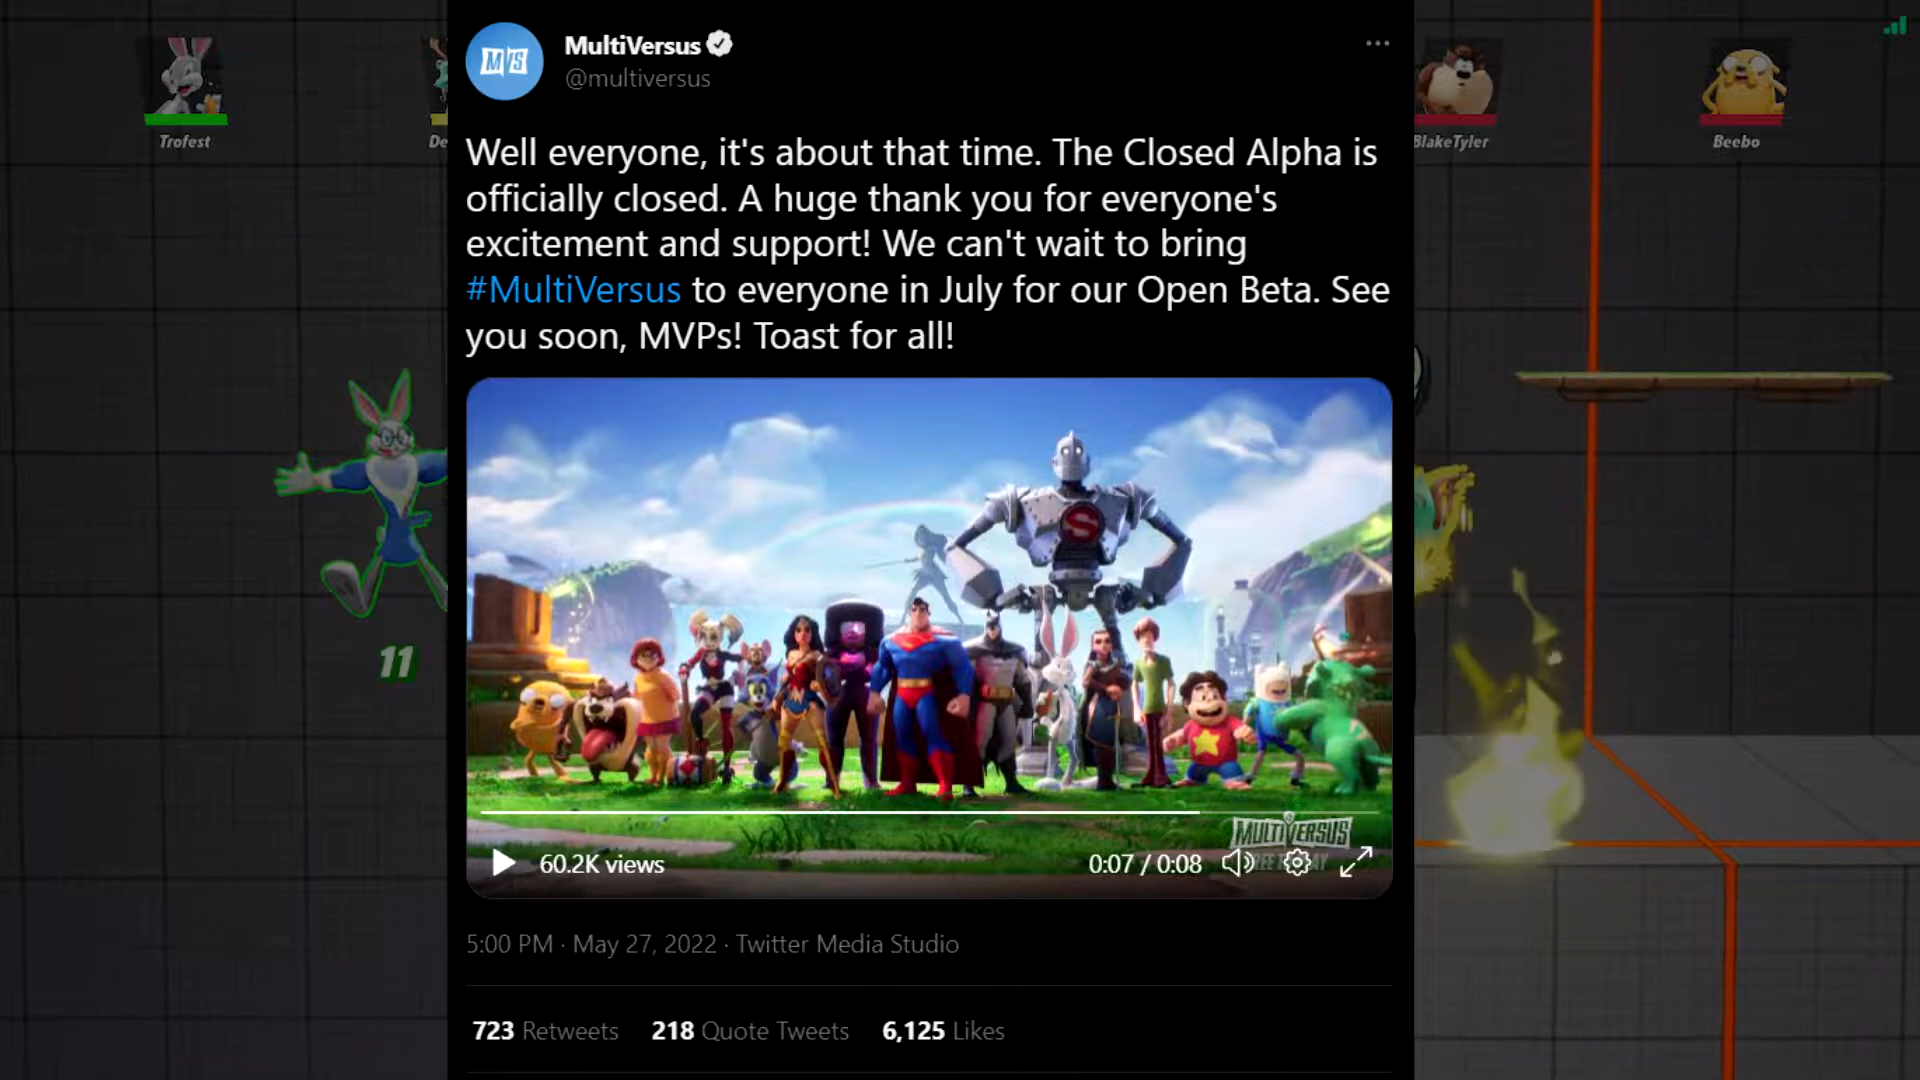 MVS
MultiVersus
@multiversus
Well everyone, it's about that time. The Closed Alpha is
officially closed. A huge thank you for everyone's
excitement and support! We can't wait to bring
#MultiVersus to everyone in July for our Open Beta. See
you soon, MVPs! Toast for all!
Trofest
De
BlakeTyler
Beebo
11
S
MULTIVERSUS
60.2K views
0:07 / 0:08
5:00 PM · May 27, 2022 · Twitter Media Studio
723 Retweets 218 Quote Tweets 6,125 Likes